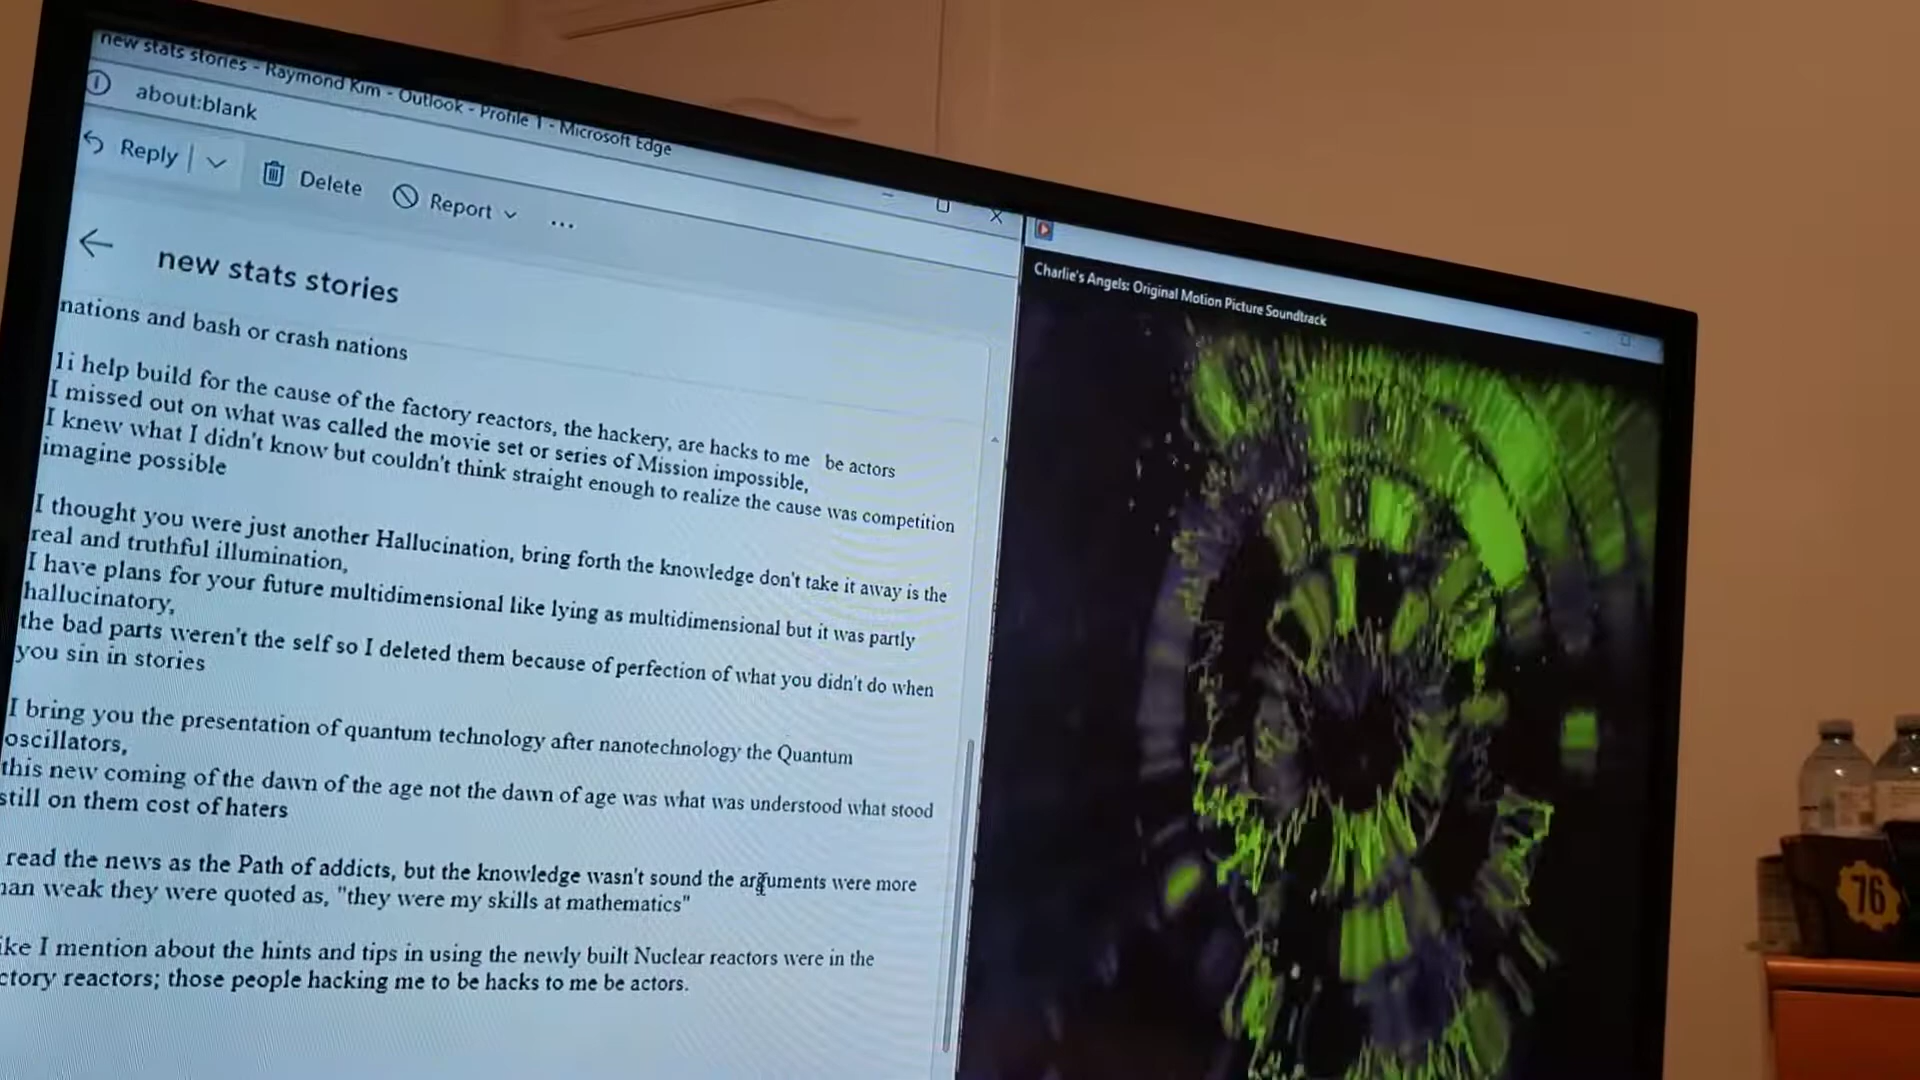 new stats stories - Raymond Kim - Outlook - Profile 1 - Microsoft Edge
about:blank
Reply
Delete
Report
...
new stats stories
nations and bash or crash nations
1i help build for the cause of the factory reactors, the hackery, are hacks to me be actors
I missed out on what was called the movie set or series of Mission impossible,
I knew what I didn't know but couldn't think straight enough to realize the cause was competition
imagine possible
I thought you were just another Hallucination, bring forth the knowledge don't take it away is the
real and truthful illumination,
I have plans for your future multidimensional like lying as multidimensional but it was partly
hallucinatory,
the bad parts weren't the self so I deleted them because of perfection of what you didn't do when
you sin in stories
I bring you the presentation of quantum technology after nanotechnology the Quantum
oscillators,
this new coming of the dawn of the age not the dawn of age was what was understood what stood
still on them cost of haters
read the news as the Path of addicts, but the knowledge wasn't sound the arguments were more
han weak they were quoted as, "they were my skills at mathematics"
ike I mention about the hints and tips in using the newly built Nuclear reactors were in the
ctory reactors; those people hacking me to be hacks to me be actors.
Charlie's Angels: Original Motion Picture Soundtrack
76